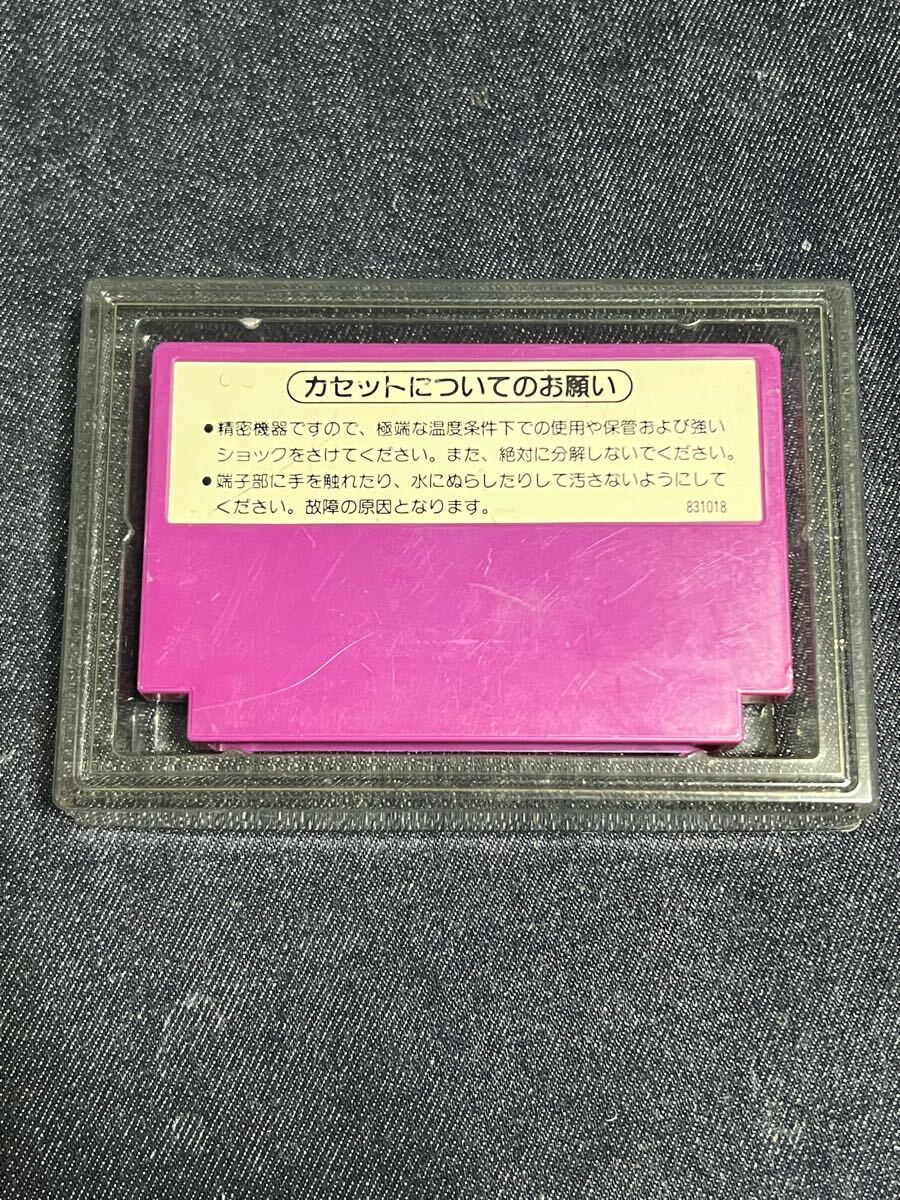 カセットについてのお願い
●精密機器ですので、極端な温度条件下での使用や保管および強い
ショックをさけてください。また、絶対に分解しないでください。
●端子部に手を触れたり、水にぬらしたりして汚さないようにして
ください。故障の原因となります。 831018